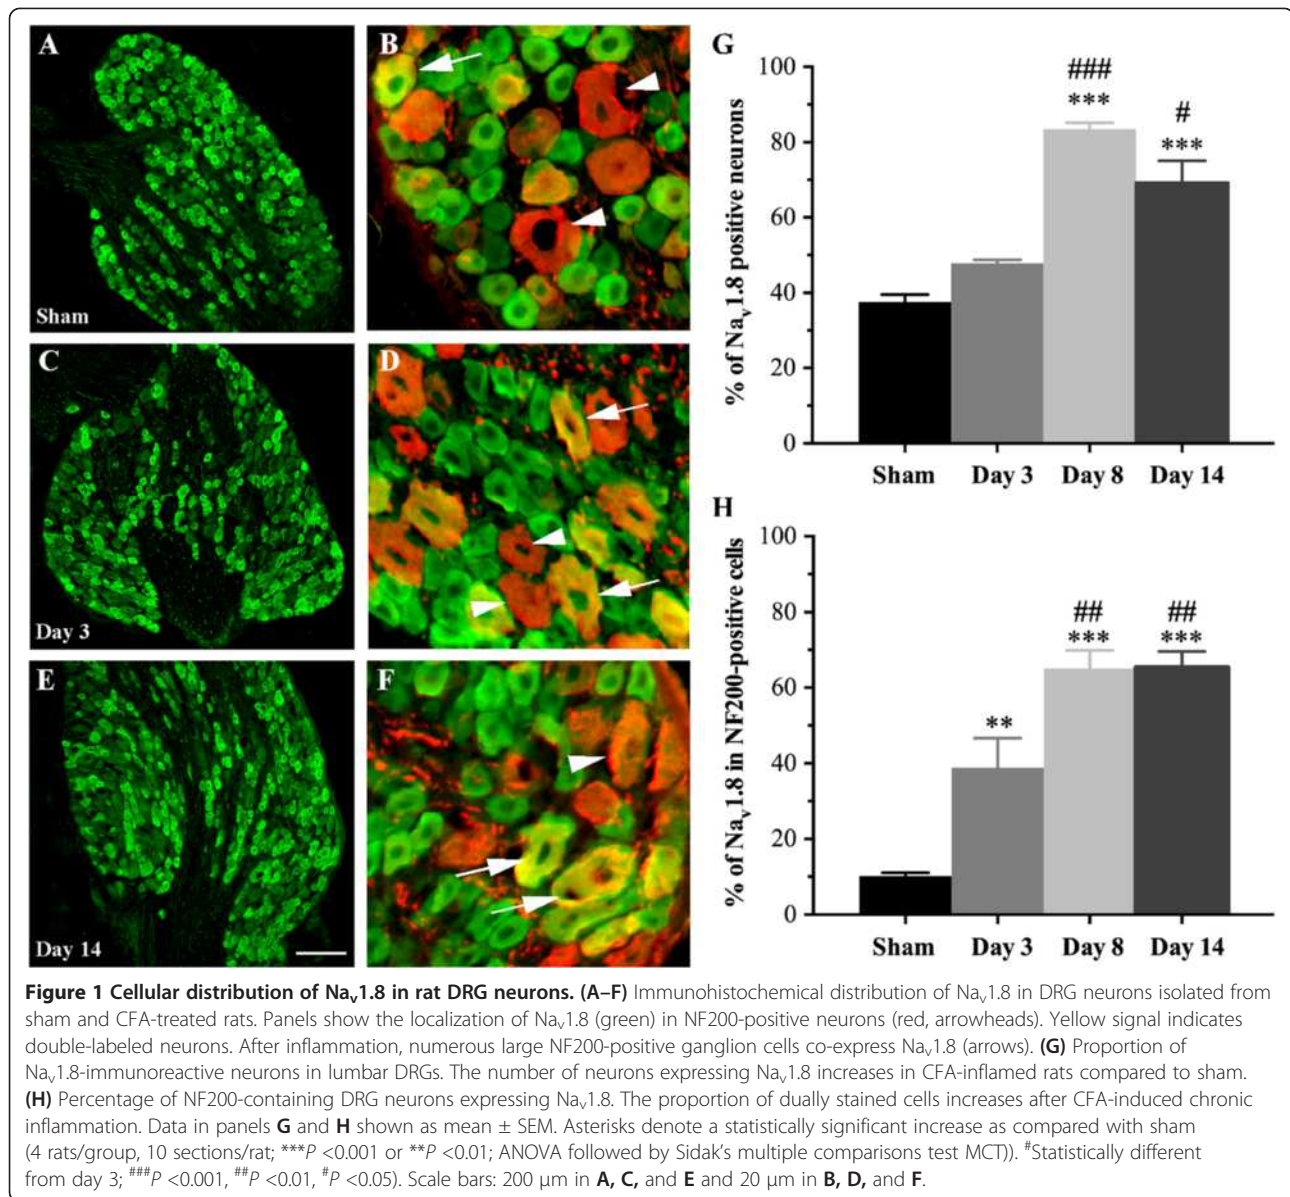 A
Sham
B
C
Day 3
D
E
Day 14
F
G
% of Nav1.8 positive neurons
100
80
60
40
20
0
###
***
#
***
Sham Day 3 Day 8 Day 14
H
% of Nav1.8 in NF200-positive cells
100
80
60
40
20
0
**
##
***
##
***
Sham Day 3 Day 8 Day 14
Figure 1 Cellular distribution of Nav1.8 in rat DRG neurons. (A–F) Immunohistochemical distribution of Nav1.8 in DRG neurons isolated from
sham and CFA-treated rats. Panels show the localization of Nav1.8 (green) in NF200-positive neurons (red, arrowheads). Yellow signal indicates
double-labeled neurons. After inflammation, numerous large NF200-positive ganglion cells co-express Nav1.8 (arrows). (G) Proportion of
Nav1.8-immunoreactive neurons in lumbar DRGs. The number of neurons expressing Nav1.8 increases in CFA-inflamed rats compared to sham.
(H) Percentage of NF200-containing DRG neurons expressing Nav1.8. The proportion of dually stained cells increases after CFA-induced chronic
inflammation. Data in panels G and H shown as mean ± SEM. Asterisks denote a statistically significant increase as compared with sham
(4 rats/group, 10 sections/rat; ***P <0.001 or **P <0.01; ANOVA followed by Sidak's multiple comparisons test MCT)). #Statistically different
from day 3; ###P <0.001, ##P <0.01, #P <0.05). Scale bars: 200 μm in A, C, and E and 20 μm in B, D, and F.